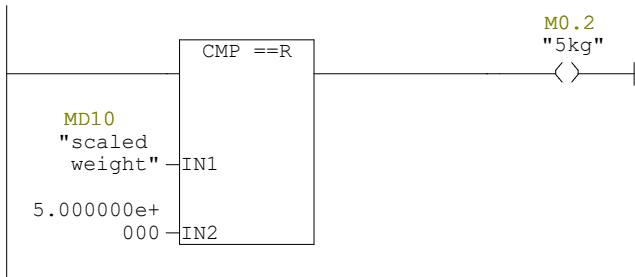 M0.2
"5kg"
CMP ==R
MD10
"scaled
weight"
IN1
5.000000e+
000
IN2